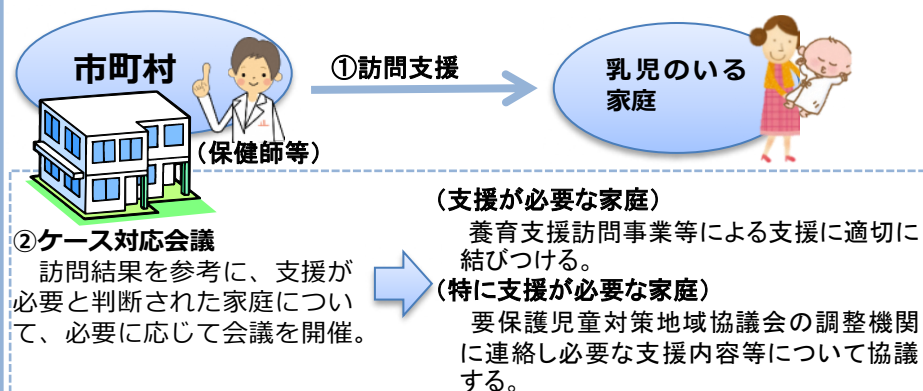 市町村
(保健師等)
①訪問支援
乳児のいる
家庭
②ケース対応会議
訪問結果を参考に、支援が
必要と判断された家庭につい
て、必要に応じて会議を開催。
(支援が必要な家庭)
養育支援訪問事業等による支援に適切に
結びつける。
(特に支援が必要な家庭)
要保護児童対策地域協議会の調整機関
に連絡し必要な支援内容等について協議
する。